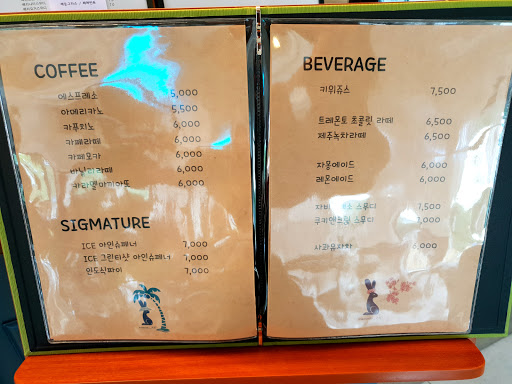 COFFEE
에스프레소 5,000
아메리카노 5,500
카푸치노 6,000
카페라떼 6,000
카페모카 6,000
바닐라라떼 6,000
카라멜마끼아또 6,000
SIGMATURE
ICE 아인슈페너 7,000
ICE 그린티샷 아인슈페너 7,000
인도식짜이 7,000
BEVERAGE
키위쥬스 7,500
트레온토 초콜릿 라떼 6,500
제주녹차라떼 6,500
자몽에이드 6,000
레몬에이드 6,000
스무디 7,500
쿠키앤크림 스무디 7,000
사과유자차 6,000